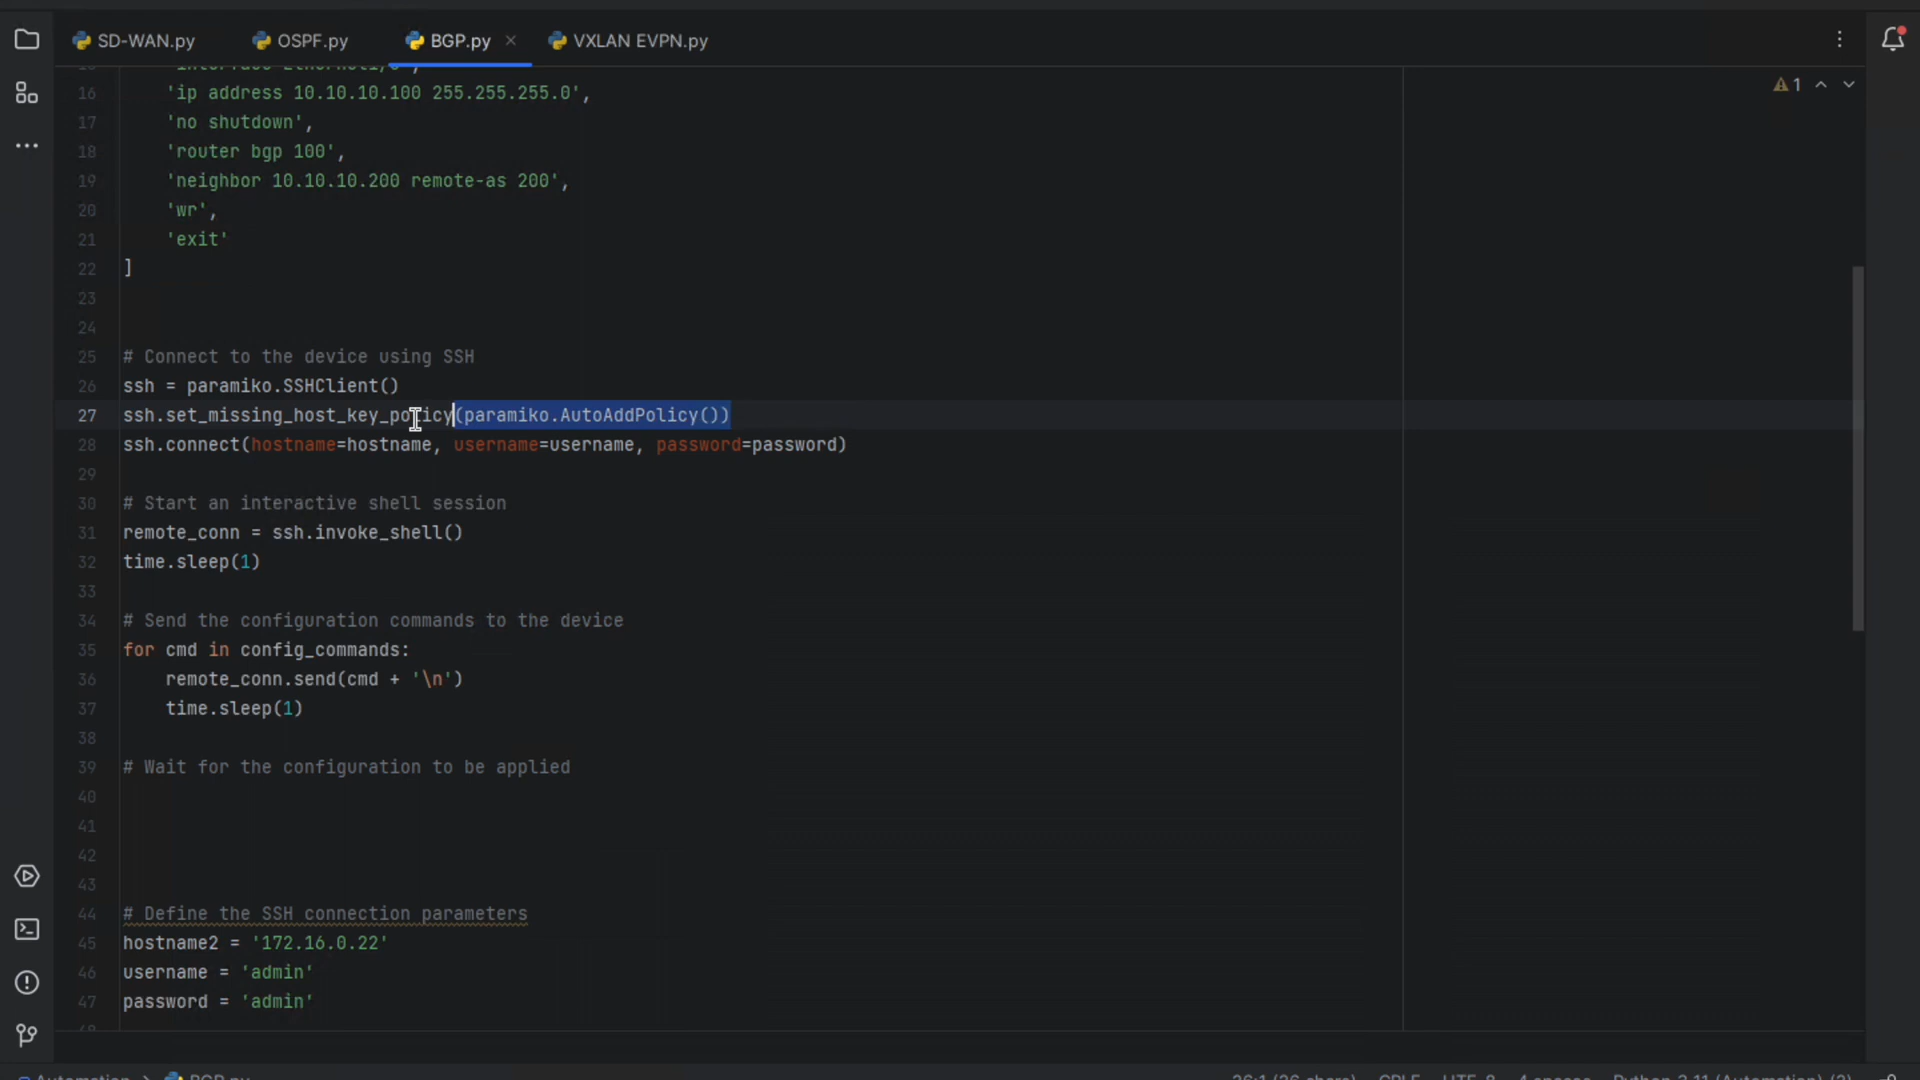 SD-WAN.py OSPF.py BGP.py VXLAN EVPN.py
16 'ip address 10.10.10.100 255.255.255.0', 1
17 'no shutdown',
18 'router bgp 100',
19 'neighbor 10.10.10.200 remote-as 200',
20 'wr',
21 'exit'
22 ]
23
24
25 # Connect to the device using SSH
26 ssh = paramiko.SSHClient()
27 ssh.set_missing_host_key_policy(paramiko.AutoAddPolicy())
28 ssh.connect(hostname=hostname, username=username, password=password)
29
30 # Start an interactive shell session
31 remote_conn = ssh.invoke_shell()
32 time.sleep(1)
33
34 # Send the configuration commands to the device
35 for cmd in config_commands:
36 remote_conn.send(cmd + '\n')
37 time.sleep(1)
38
39 # Wait for the configuration to be applied
40
41
42
43
44 # Define the SSH connection parameters
45 hostname2 = '172.16.0.22'
46 username = 'admin'
47 password = 'admin'